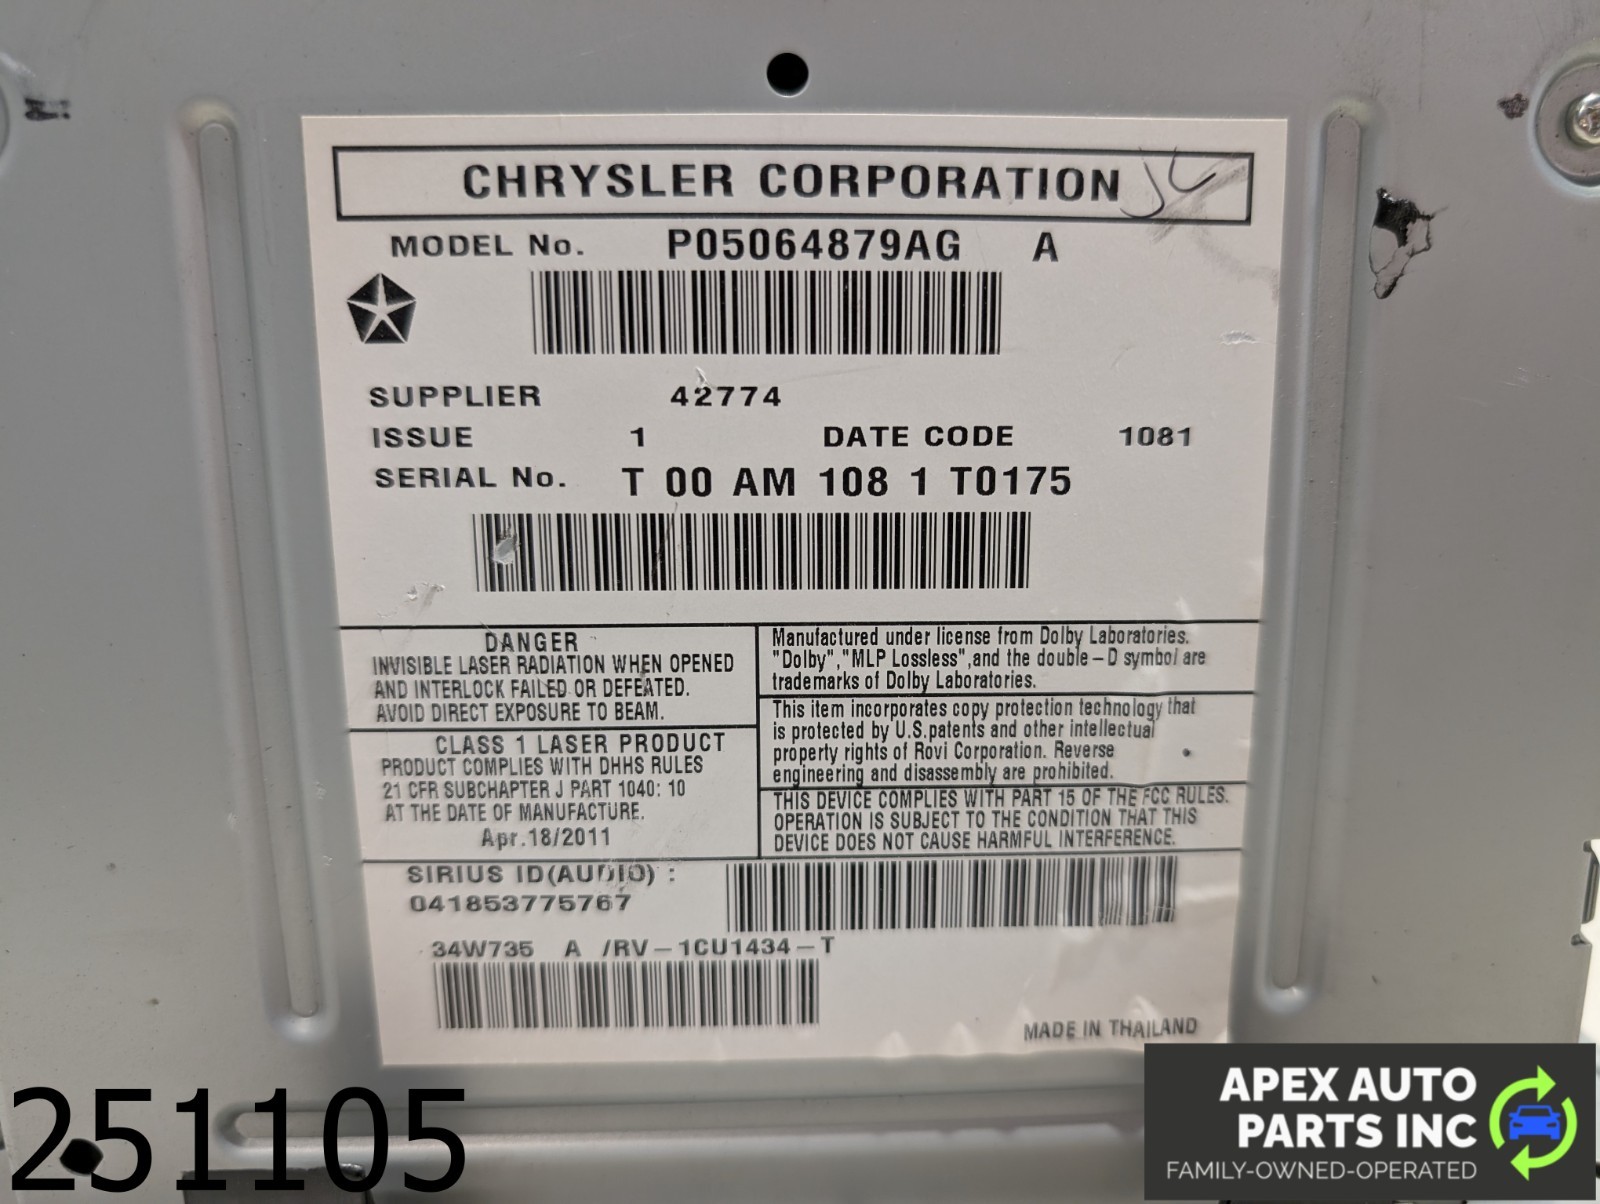 CHRYSLER CORPORATION
MODEL No. P05064879AG A
SUPPLIER 42774
ISSUE 1 DATE CODE 1081
SERIAL No. T 00 AM 108 1 T0175
DANGER
INVISIBLE LASER RADIATION WHEN OPENED
AND INTERLOCK FAILED OR DEFEATED.
AVOID DIRECT EXPOSURE TO BEAM.
CLASS 1 LASER PRODUCT
PRODUCT COMPLIES WITH DHHS RULES
21 CFR SUBCHAPTER J PART 1040: 10
AT THE DATE OF MANUFACTURE.
Apr.18/2011
Manufactured under license from Dolby Laboratories.
"Dolby","MLP Lossless",and the double-D symbol are
trademarks of Dolby Laboratories.
This item incorporates copy protection technology that
is protected by U.S.patents and other intellectual
property rights of Rovi Corporation. Reverse
engineering and disassembly are prohibited.
THIS DEVICE COMPLIES WITH PART 15 OF THE FCC RULES.
OPERATION IS SUBJECT TO THE CONDITION THAT THIS
DEVICE DOES NOT CAUSE HARMFUL INTERFERENCE.
SIRIUS ID(AUDIO) :
041853775767
34W735 A /RV-1CU1434-T
MADE IN THAILAND
251105
APEX AUTO
PARTS INC
FAMILY-OWNED-OPERATED